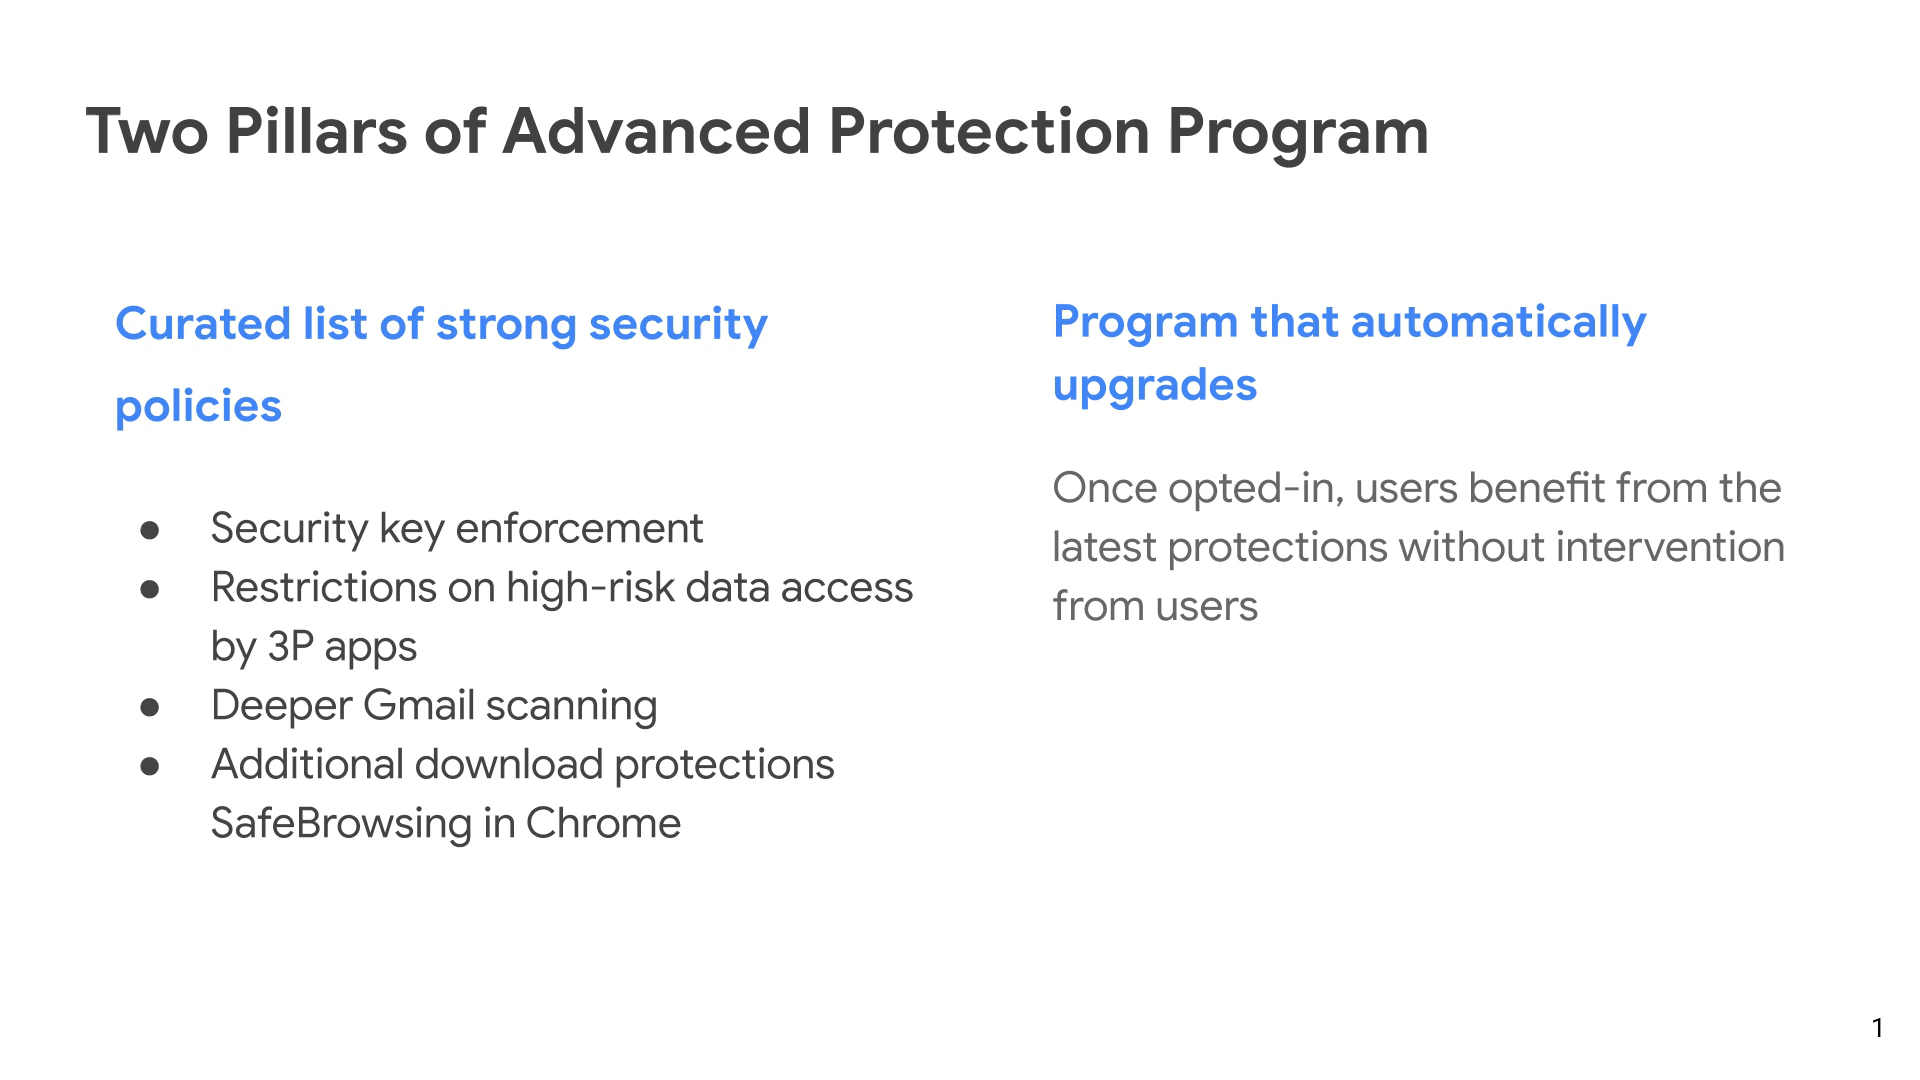 Two Pillars of Advanced Protection Program
Curated list of strong security
policies
● Security key enforcement
● Restrictions on high-risk data access
by 3P apps
● Deeper Gmail scanning
● Additional download protections
SafeBrowsing in Chrome
Program that automatically
upgrades
Once opted-in, users benefit from the
latest protections without intervention
from users
1